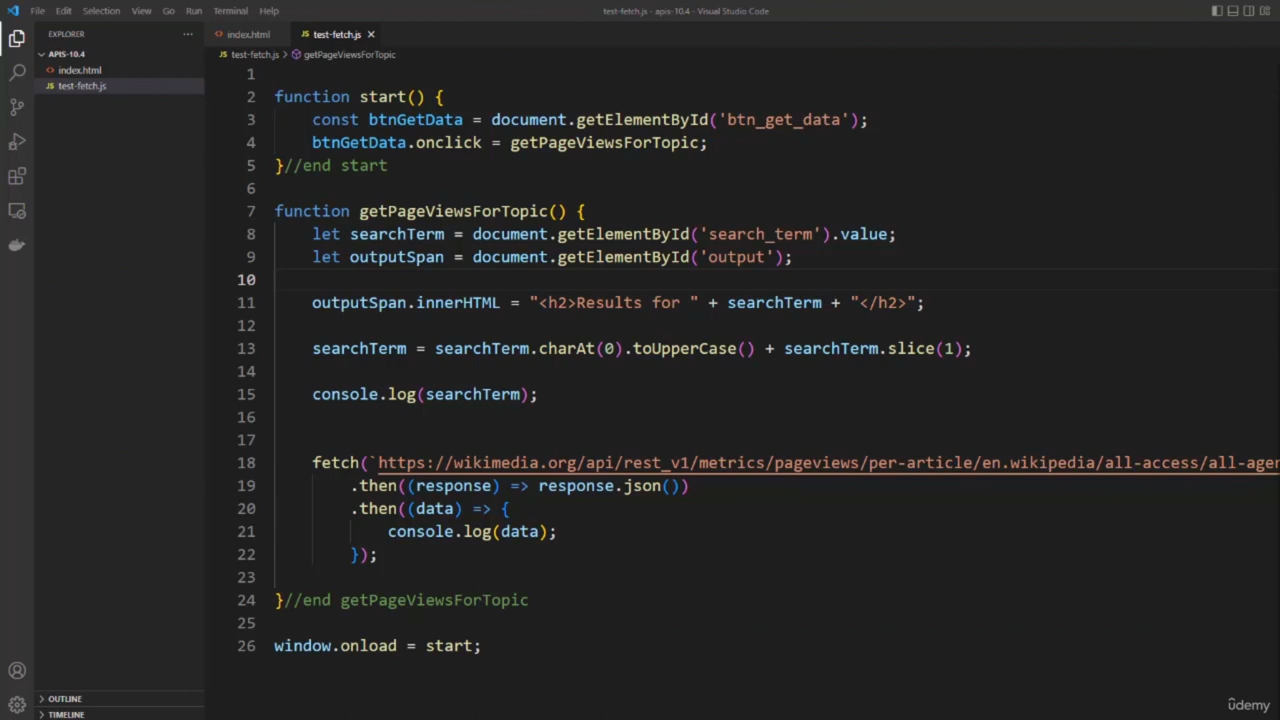 File Edit Selection View Go Run Terminal Help
test-fetch.js - apis-10.4 - Visual Studio Code
EXPLORER
APIS-10.4
index.html
JS test-fetch.js
OUTLINE
TIMELINE
index.html
JS test-fetch.js
JS test-fetch.js > getPageViewsForTopic
1
2 function start() {
3 const btnGetData = document.getElementById('btn_get_data');
4 btnGetData.onclick = getPageViewsForTopic;
5 }//end start
6
7 function getPageViewsForTopic() {
8 let searchTerm = document.getElementById('search_term').value;
9 let outputSpan = document.getElementById('output');
10
11 outputSpan.innerHTML = "<h2>Results for " + searchTerm + "</h2>";
12
13 searchTerm = searchTerm.charAt(0).toUpperCase() + searchTerm.slice(1);
14
15 console.log(searchTerm);
16
17
18 fetch(`https://wikimedia.org/api/rest_v1/metrics/pageviews/per-article/en.wikipedia/all-access/all-agen
19 .then((response) => response.json())
20 .then((data) => {
21 console.log(data);
22 });
23
24 }//end getPageViewsForTopic
25
26 window.onload = start;
ûdemy